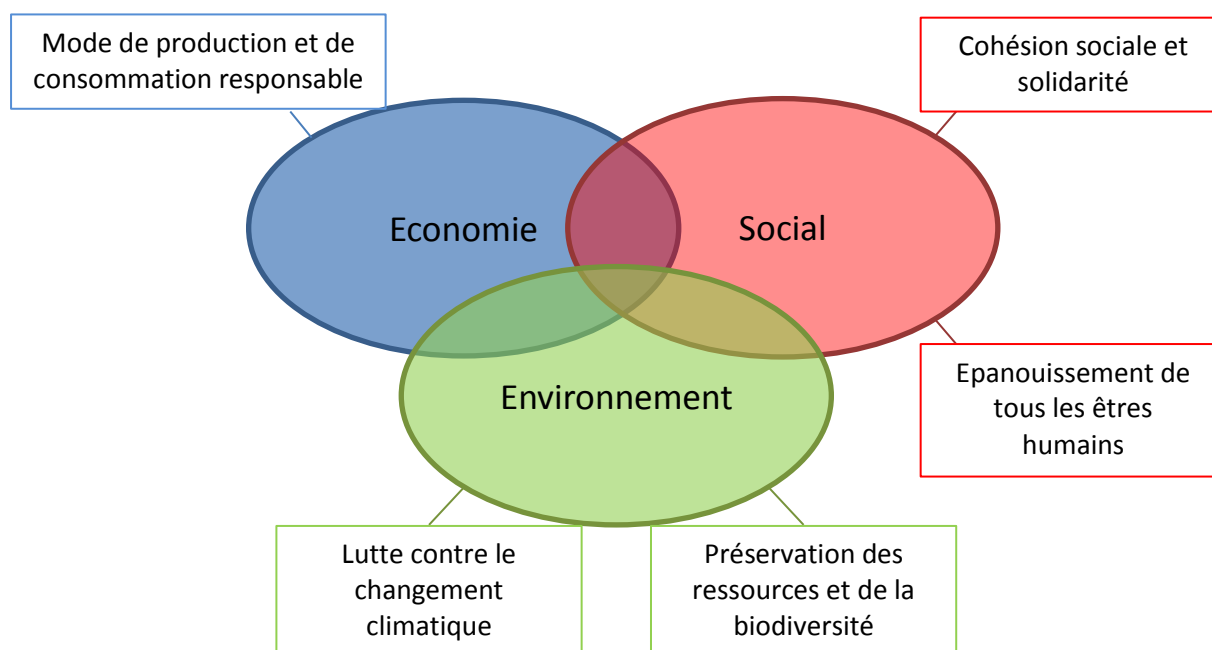 Mode de production et de
consommation responsable
Cohésion sociale et
solidarité
Economie
Social
Environnement
Epanouissement de
tous les êtres
humains
Lutte contre le
changement
climatique
Préservation des
ressources et de la
biodiversité